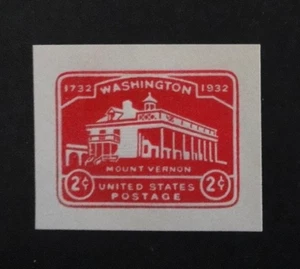 WASHINGTON
1732 1932
MOUNT VERNON
2¢ UNITED STATES 2¢
POSTAGE